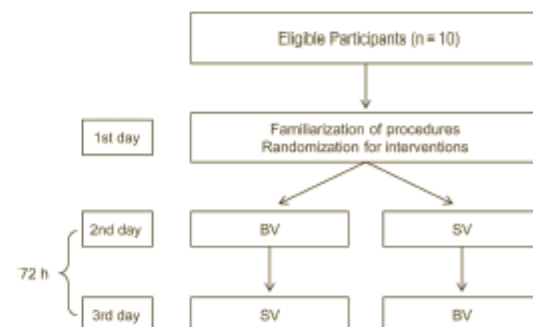 Eligible Participants (n = 10)
1st day
Familiarization of procedures
Randomization for interventions
2nd day
BV
SV
72 h
3rd day
SV
BV